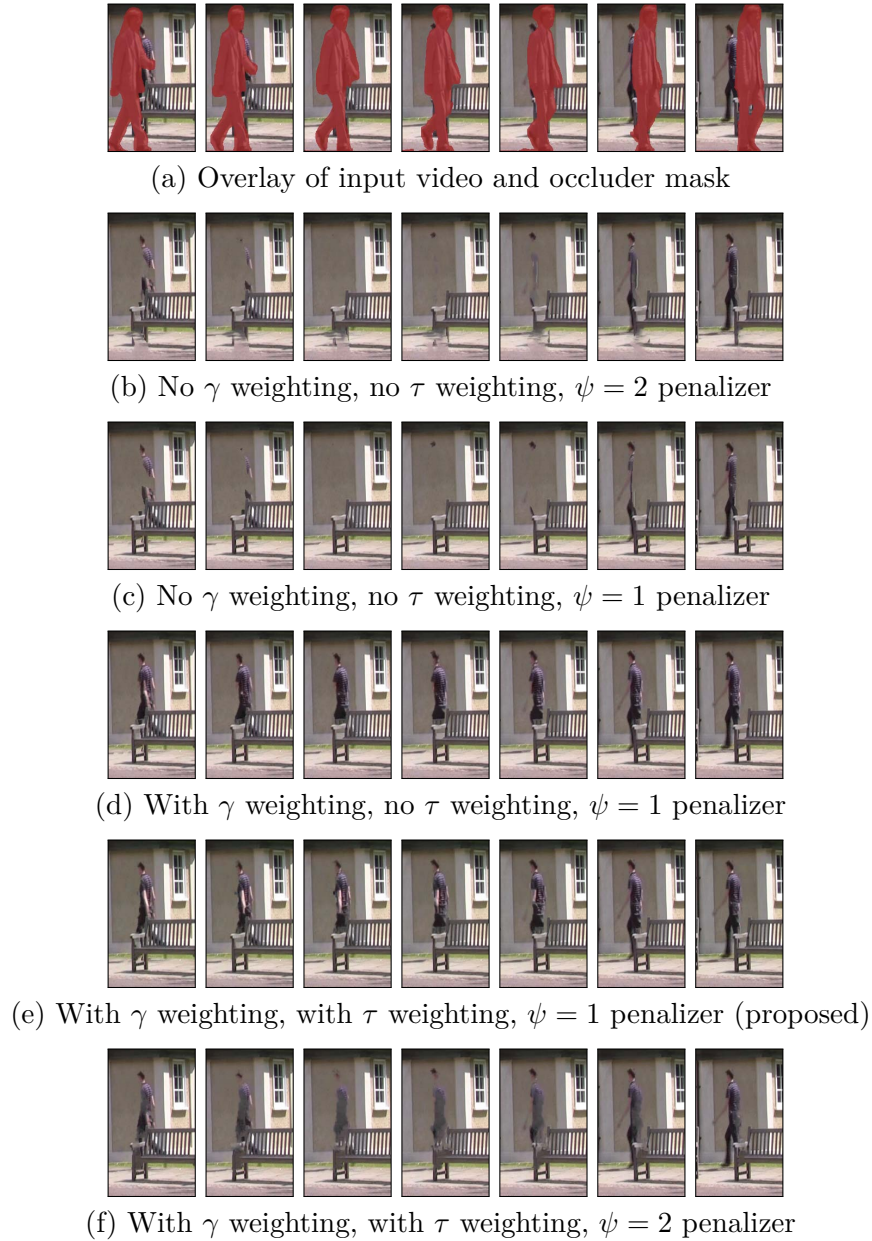 (a) Overlay of input video and occluder mask
(b) No γ weighting, no τ weighting, ψ = 2 penalizer
(c) No γ weighting, no τ weighting, ψ = 1 penalizer
(d) With γ weighting, no τ weighting, ψ = 1 penalizer
(e) With γ weighting, with τ weighting, ψ = 1 penalizer (proposed)
(f) With γ weighting, with τ weighting, ψ = 2 penalizer